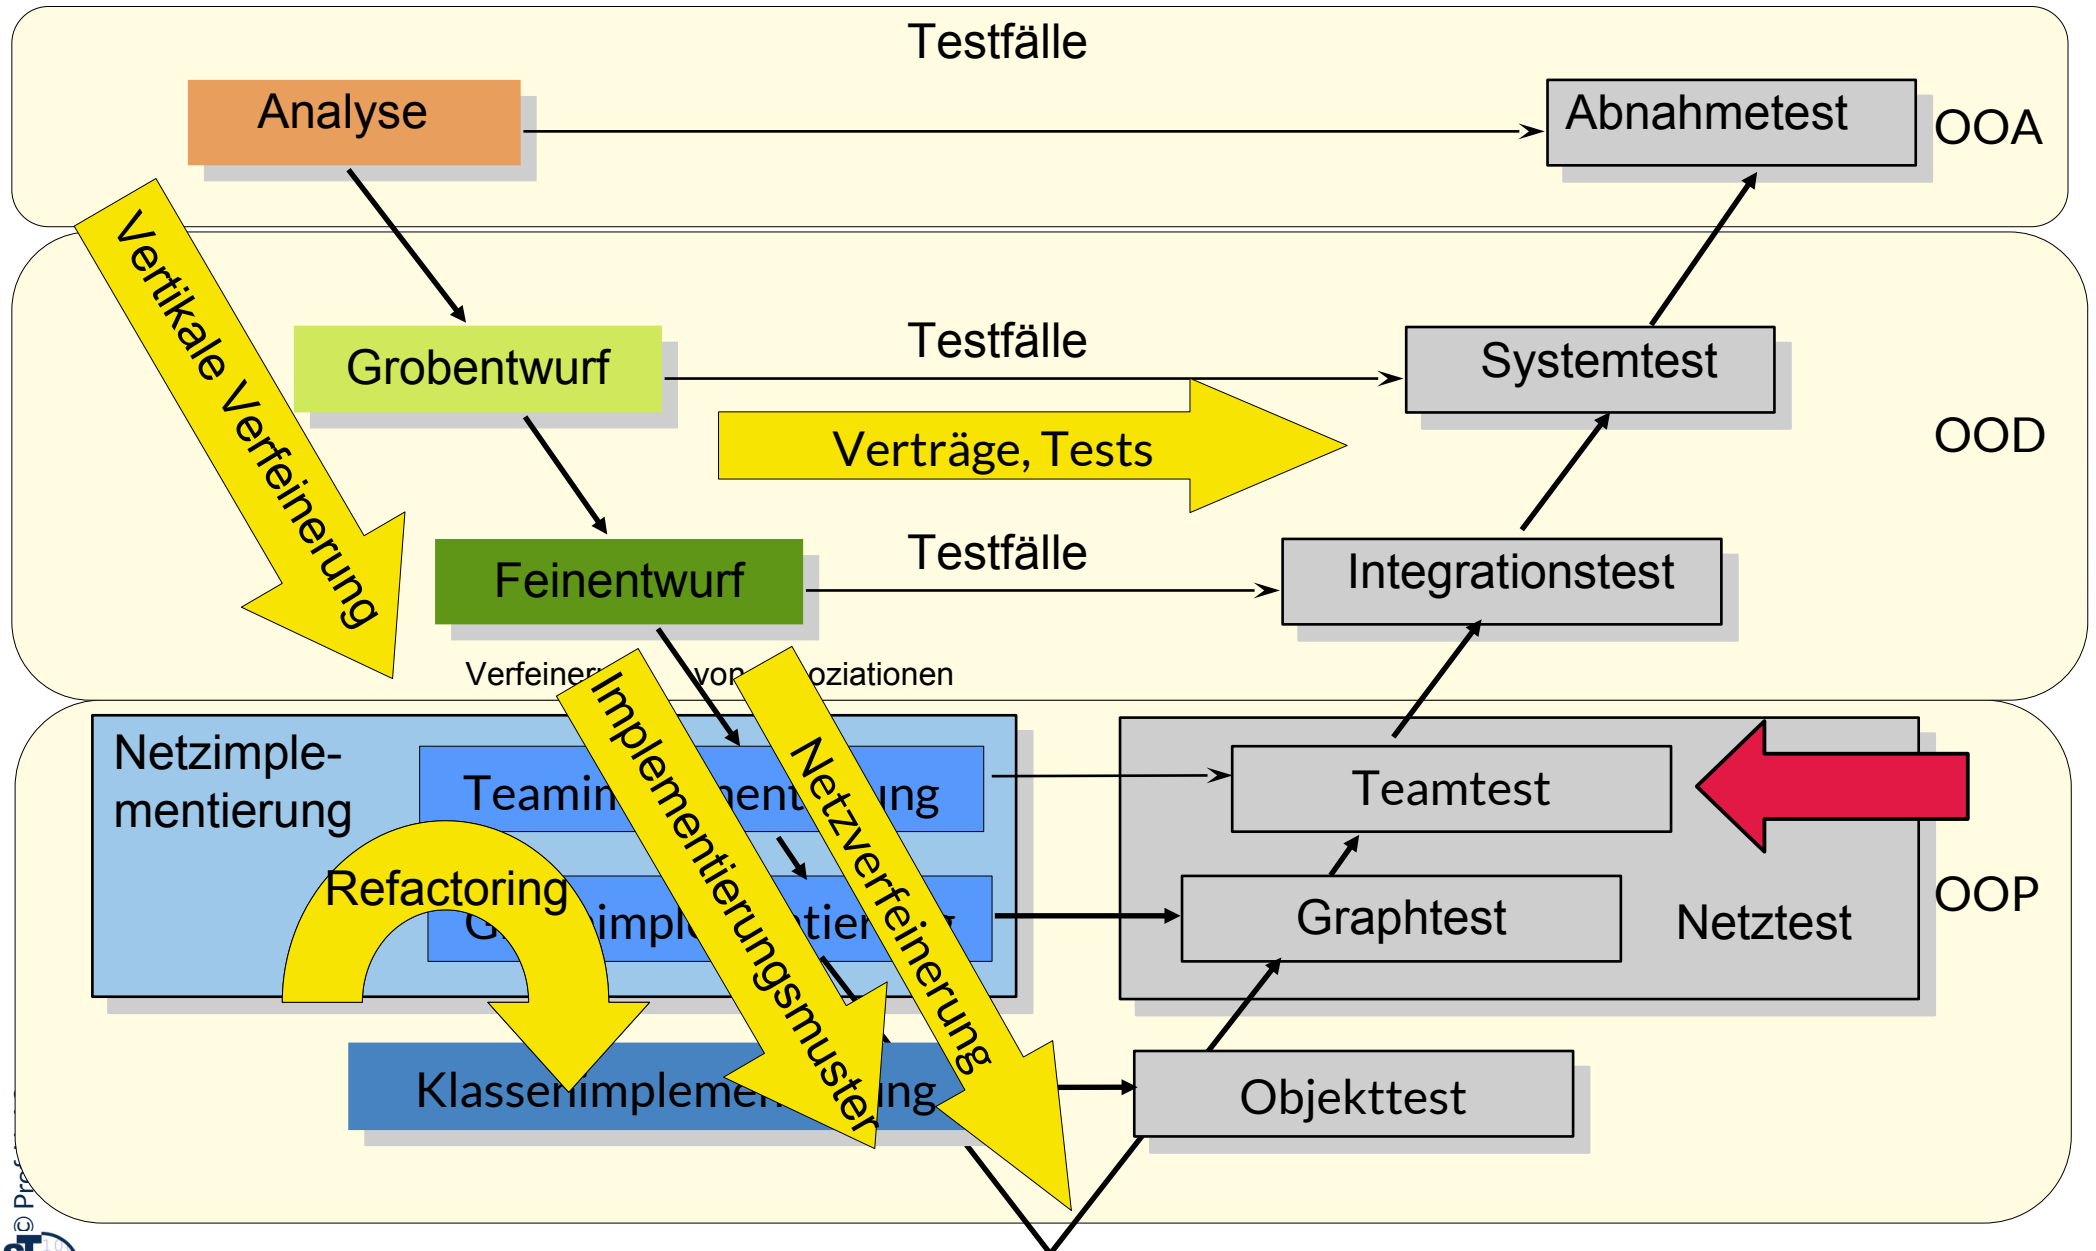 Testfälle
Analyse
Abnahmetest
OOA
Vertikale Verfeinerung
Testfälle
Grobentwurf
Systemtest
OOD
Verträge, Tests
Testfälle
Feinentwurf
Integrationstest
von
Implementierungsmuster
Netzverfeinerung
Netzimple-
mentierung
Teamtest
Refactoring
Graphtest
Netztest
OOP
Objekttest
©